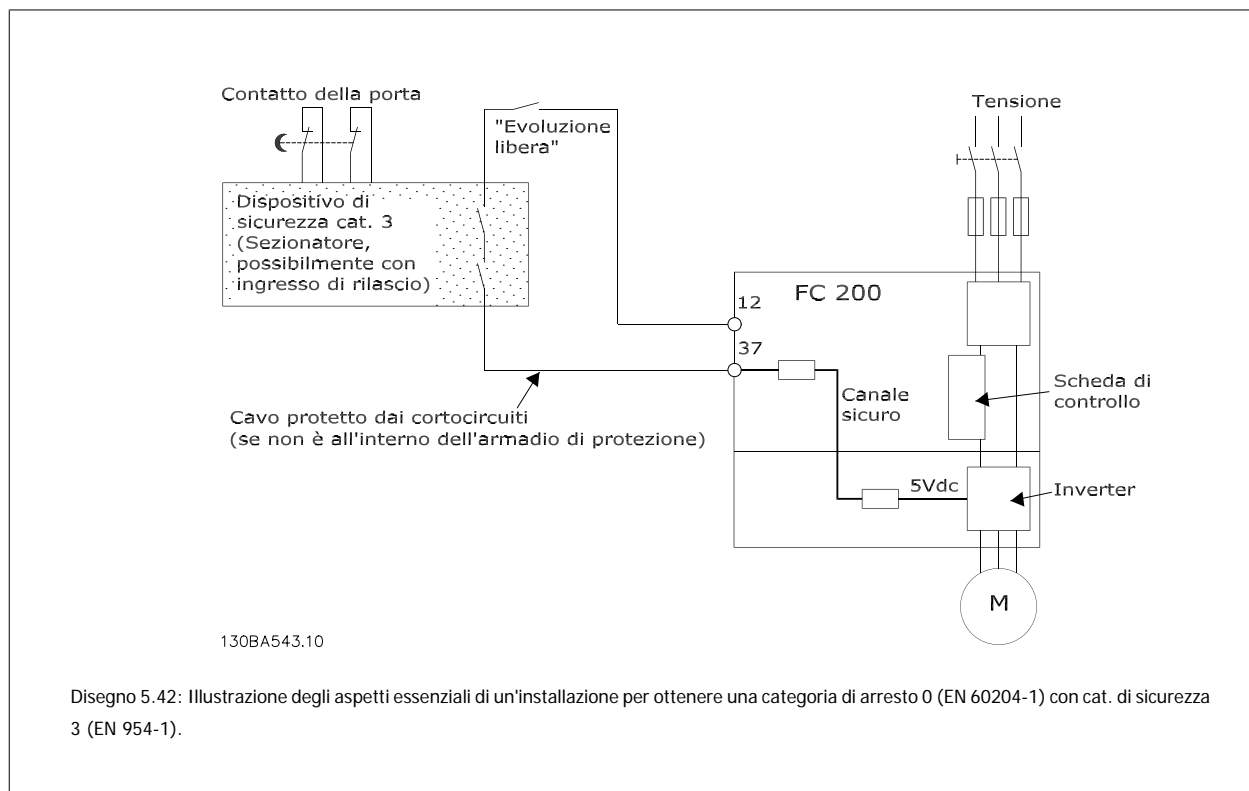 Contatto della porta
"Evoluzione
libera"
Tensione
Dispositivo di
sicurezza cat. 3
(Sezionatore,
possibilmente con
ingresso di rilascio)
12
FC 200
37
Canale
sicuro
Scheda di
controllo
Cavo protetto dai cortocircuiti
(se non è all'interno dell'armadio di protezione)
5Vdc
Inverter
M
130BA543.10
Disegno 5.42: Illustrazione degli aspetti essenziali di un'installazione per ottenere una categoria di arresto 0 (EN 60204-1) con cat. di sicurezza
3 (EN 954-1).